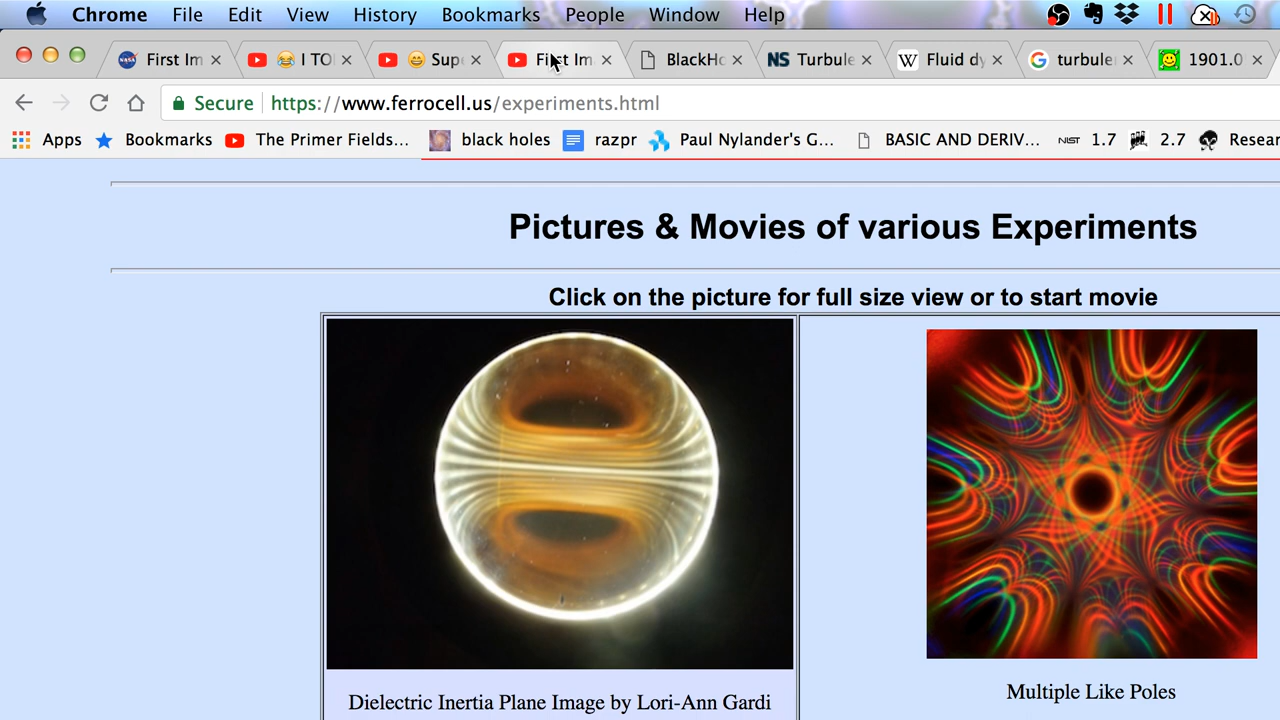 Chrome File Edit View History Bookmarks People Window Help
First Im I TO Sup First Im BlackHo Turbule Fluid dy turbule 1901.0
Secure https://www.ferrocell.us/experiments.html
Apps Bookmarks The Primer Fields... black holes razpr Paul Nylander's G... BASIC AND DERIV... NIST 1.7 2.7 Resear
Pictures & Movies of various Experiments
Click on the picture for full size view or to start movie
Dielectric Inertia Plane Image by Lori-Ann Gardi
Multiple Like Poles